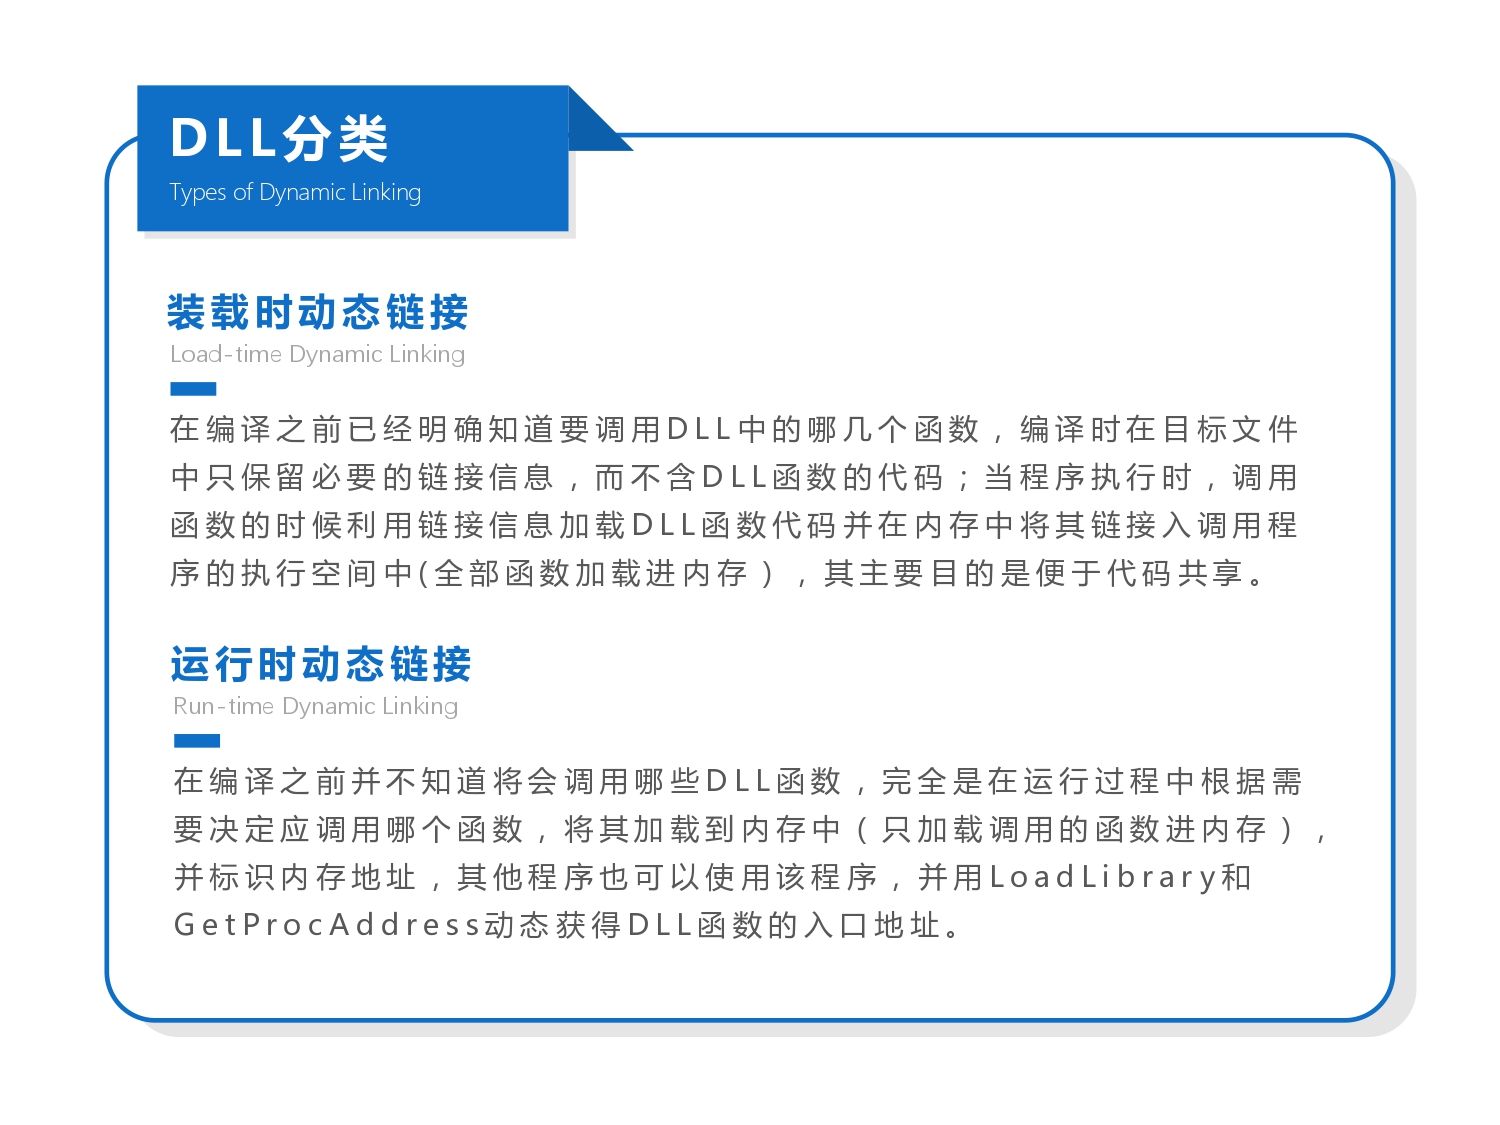 DLL分类
Types of Dynamic Linking
装载时动态链接
Load-time Dynamic Linking
在编译之前已经明确知道要调用DLL中的哪几个函数，编译时在目标文件
中只保留必要的链接信息，而不含DLL函数的代码；当程序执行时，调用
函数的时候利用链接信息加载DLL函数代码并在内存中将其链接入调用程
序的执行空间中(全部函数加载进内存），其主要目的是便于代码共享。
运行时动态链接
Run-time Dynamic Linking
在编译之前并不知道将会调用哪些DLL函数，完全是在运行过程中根据需
要决定应调用哪个函数，将其加载到内存中（只加载调用的函数进内存），
并标识内存地址，其他程序也可以使用该程序，并用LoadLibrary和
GetProcAddress动态获得DLL函数的入口地址。